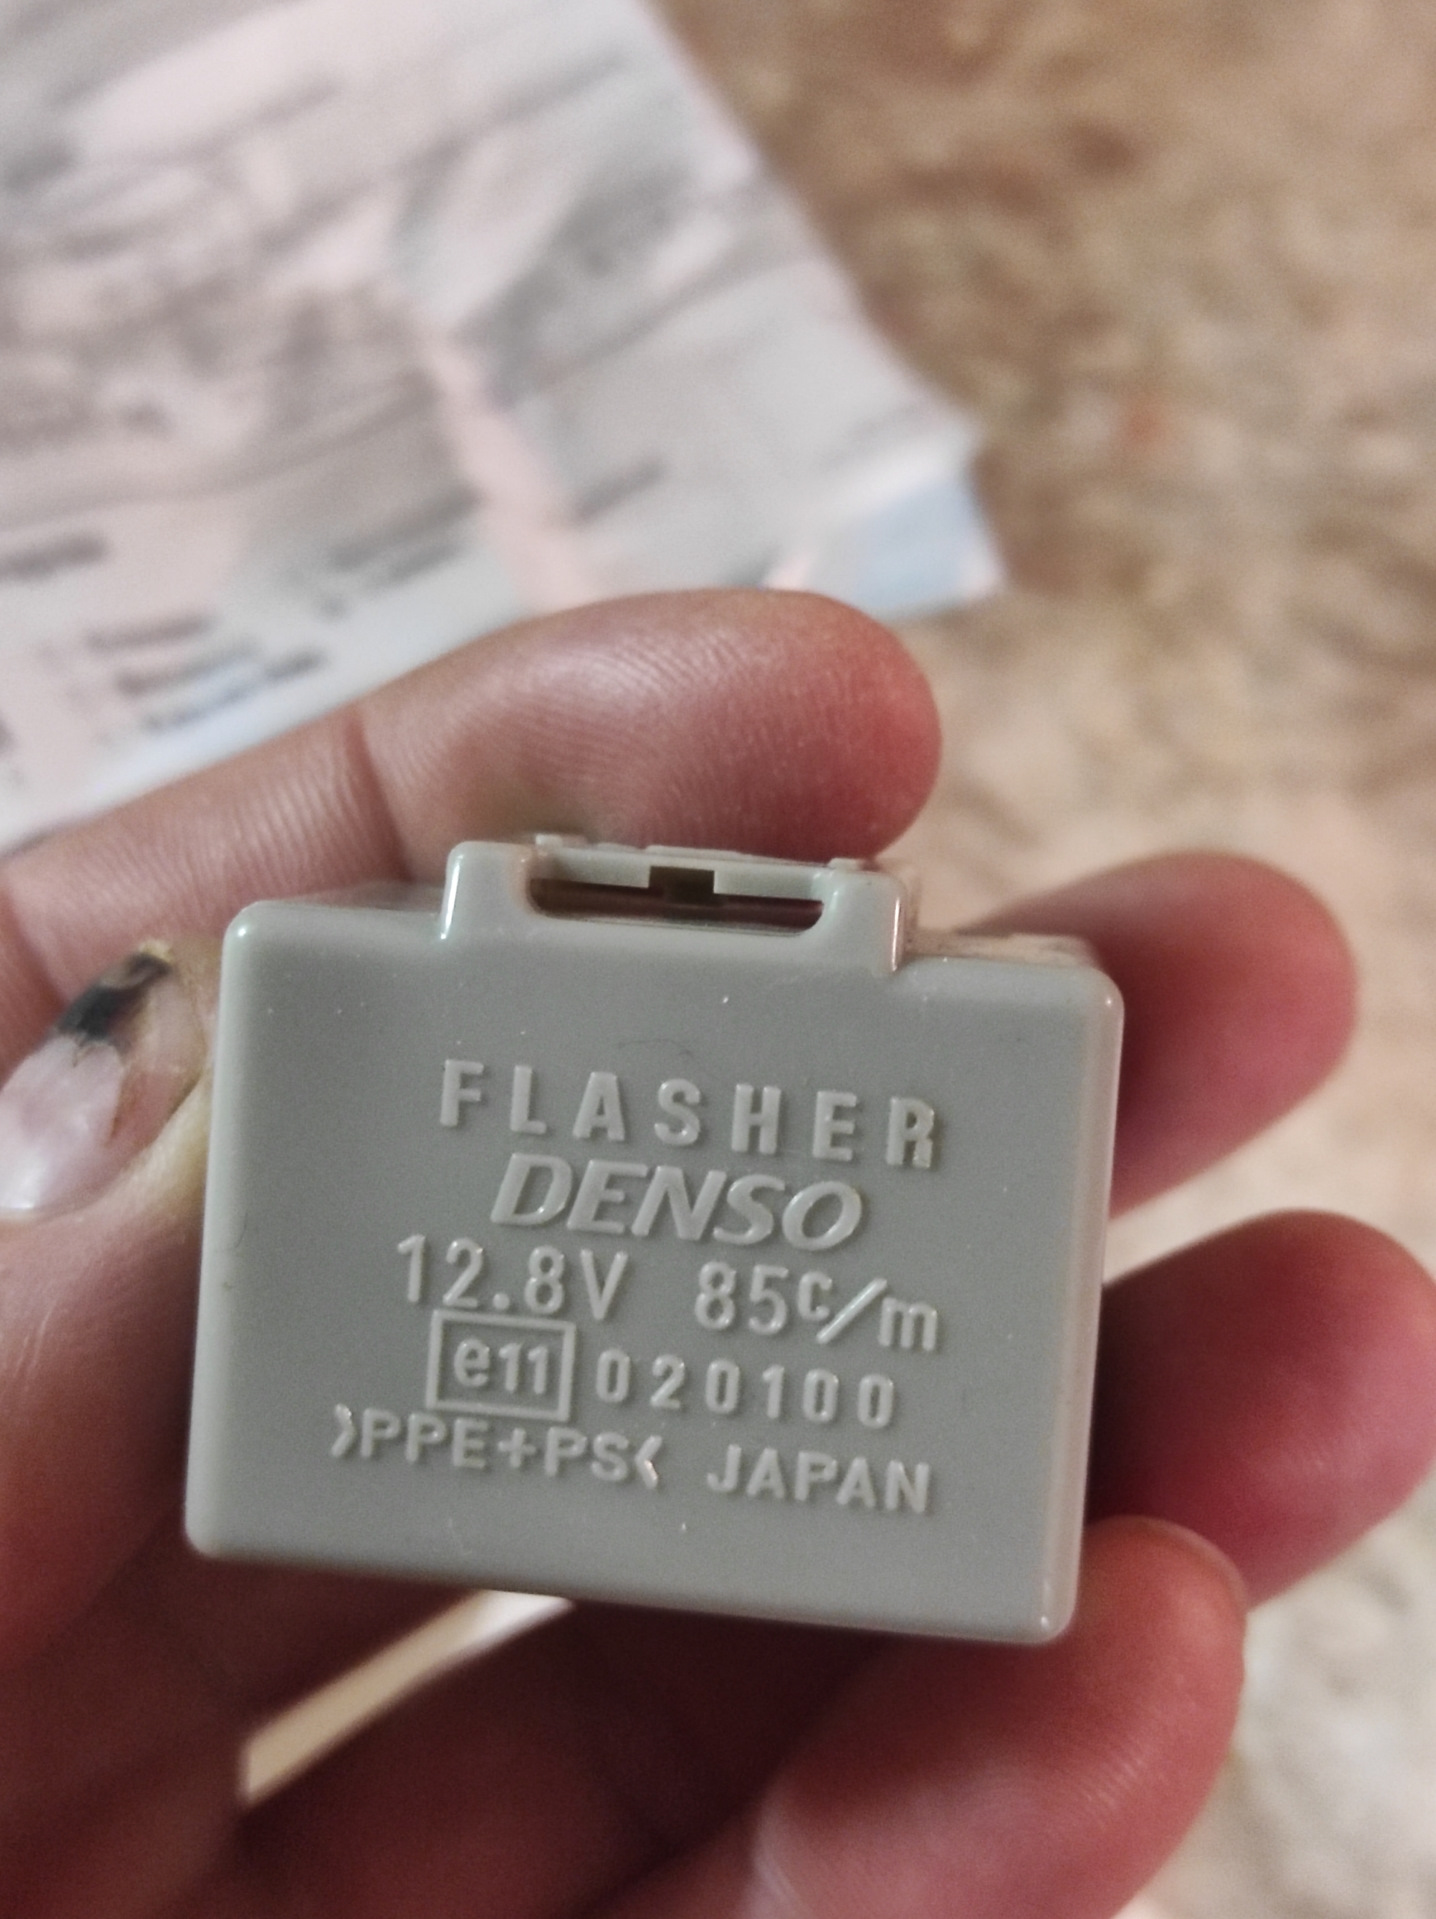 FLASHER
DENSO
12.8V 85c/m
e11 020100
>PPE+PS< JAPAN